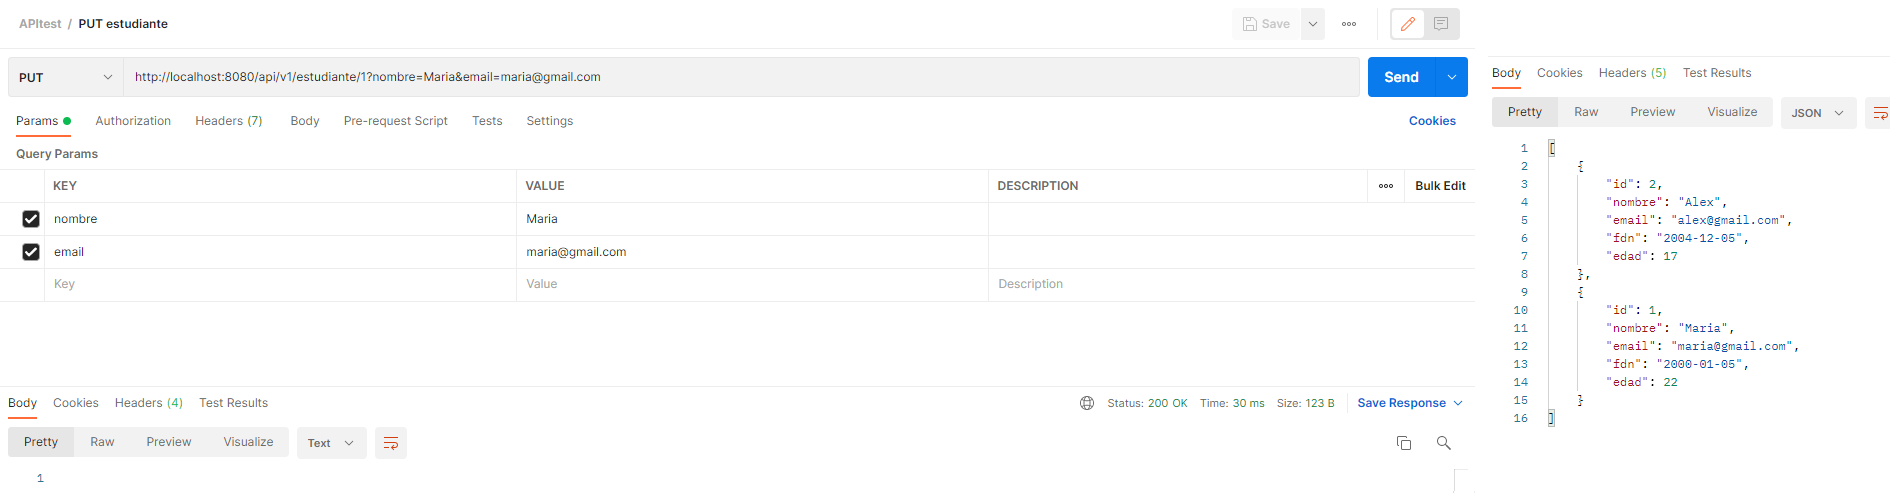 APItest / PUT estudiante
Save
PUT
http://localhost:8080/api/v1/estudiante/1?nombre=Maria&email=maria@gmail.com
Send
Params Authorization Headers (7) Body Pre-request Script Tests Settings Cookies
Query Params
KEY VALUE DESCRIPTION Bulk Edit
nombre Maria
email maria@gmail.com
Key Value Description
Body Cookies Headers (4) Test Results Status: 200 OK Time: 30 ms Size: 123 B Save Response
Pretty Raw Preview Visualize Text
1
Body Cookies Headers (5) Test Results
Pretty Raw Preview Visualize JSON
1 [
2 {
3 "id": 2,
4 "nombre": "Alex",
5 "email": "alex@gmail.com",
6 "fdn": "2004-12-05",
7 "edad": 17
8 },
9 {
10 "id": 1,
11 "nombre": "Maria",
12 "email": "maria@gmail.com",
13 "fdn": "2000-01-05",
14 "edad": 22
15 }
16 ]